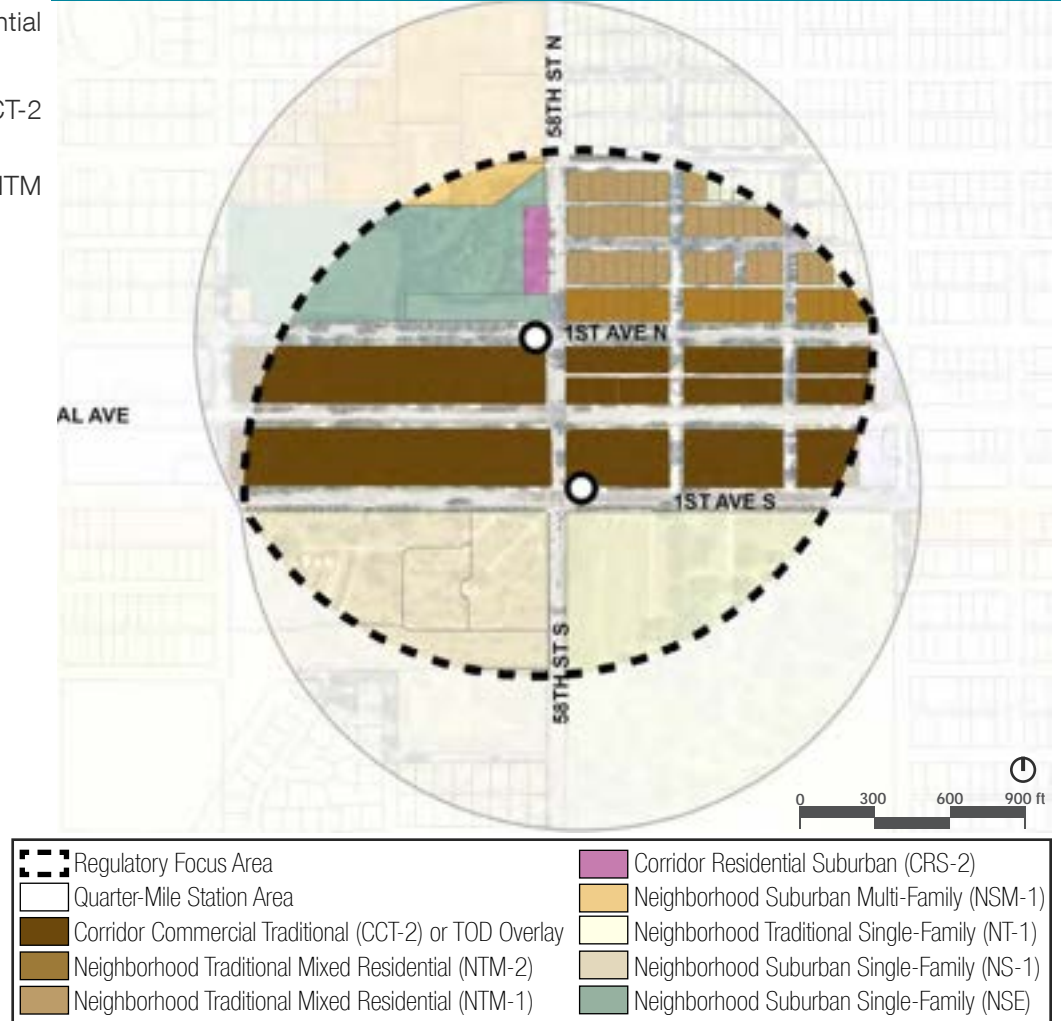 ntial
CT-2
NTM
58TH ST N
1ST AVE N
AL AVE
1ST AVE S
58TH ST S
0 300 600 900 ft
Regulatory Focus Area
Quarter-Mile Station Area
Corridor Commercial Traditional (CCT-2) or TOD Overlay
Neighborhood Traditional Mixed Residential (NTM-2)
Neighborhood Traditional Mixed Residential (NTM-1)
Corridor Residential Suburban (CRS-2)
Neighborhood Suburban Multi-Family (NSM-1)
Neighborhood Traditional Single-Family (NT-1)
Neighborhood Suburban Single-Family (NS-1)
Neighborhood Suburban Single-Family (NSE)